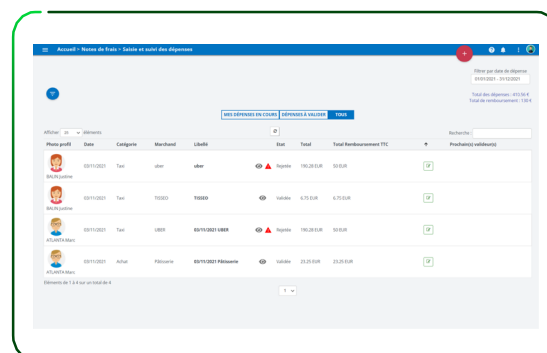 Accueil > Notes de frais > Saisie et suivi des dépenses
Filtrer par date de dépense
01/01/2021 - 31/12/2021
Total des dépenses : 410.56 €
Total de remboursement : 130 €
MES DÉPENSES EN COURS DÉPENSES À VALIDER TOUS
Afficher 10 éléments
Recherche :
Photo profil Date Catégorie Marchand Libellé Etat Total Total Remboursement TTC Prochain(s) valideur(s)
BALIN Justine 03/11/2021 Taxi uber uber Rejetée 190.28 EUR 50 EUR
BALIN Justine 03/11/2021 Taxi TISSEO TISSEO Validée 6.75 EUR 6.75 EUR
ATLANTA Marc 03/11/2021 Taxi UBER 03/11/2021 UBER Rejetée 190.28 EUR 50 EUR
ATLANTA Marc 03/11/2021 Achat Pâtisserie 03/11/2021 Pâtisserie Validée 23.25 EUR 23.25 EUR
Éléments de 1 à 4 sur un total de 4
1